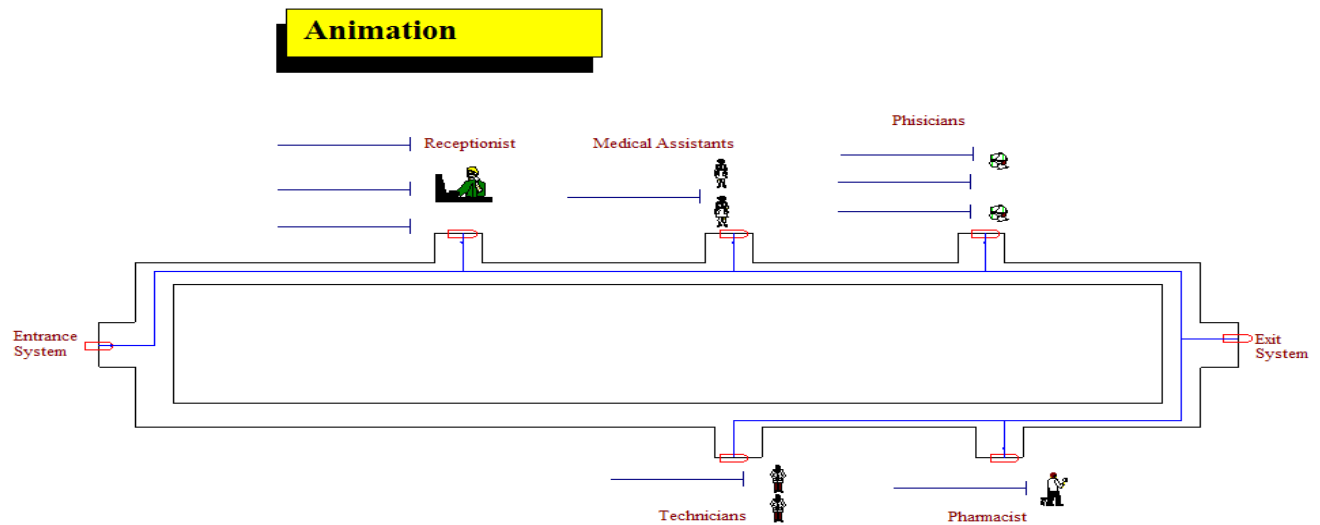 Animation
Phisicians
Receptionist
Medical Assistants
Entrance
System
Exit
System
Technicians
Pharmacist